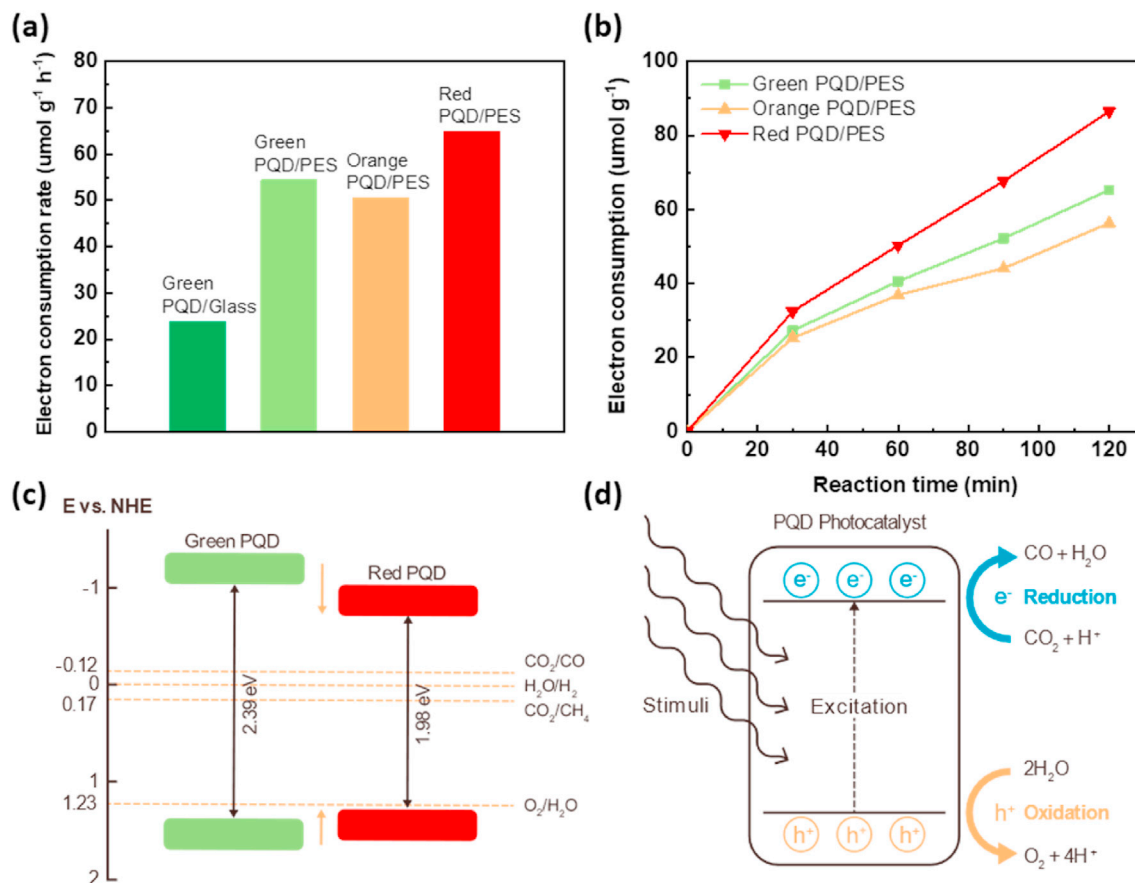 (a)
Electron consumption rate (umol g⁻¹ h⁻¹)
80
70
60
50
40
30
20
10
0
Green
PQD/Glass
Green
PQD/PES
Orange
PQD/PES
Red
PQD/PES
(b)
Electron consumption (umol g⁻¹)
100
80
60
40
20
0
Green PQD/PES
Orange PQD/PES
Red PQD/PES
0 20 40 60 80 100 120
Reaction time (min)
(c)
E vs. NHE
-1
-0.12
0
0.17
1
1.23
2
Green PQD
Red PQD
2.39 eV
1.98 eV
CO₂/CO
H₂O/H₂
CO₂/CH₄
O₂/H₂O
(d)
PQD Photocatalyst
e⁻ e⁻ e⁻
Stimuli
Excitation
h⁺ h⁺ h⁺
CO + H₂O
e⁻ Reduction
CO₂ + H⁺
2H₂O
h⁺ Oxidation
O₂ + 4H⁺